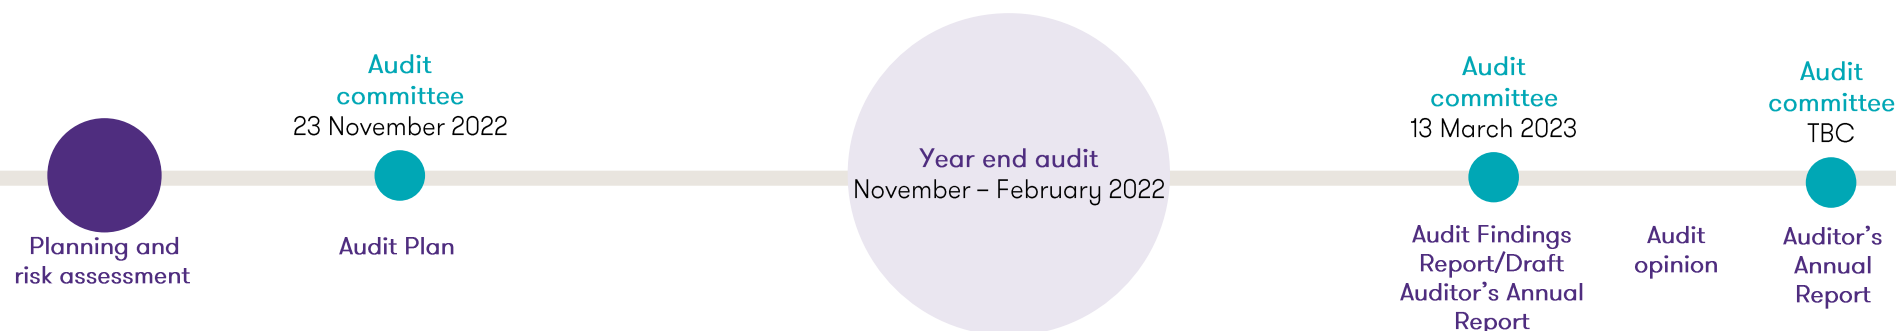 Planning and
risk assessment
Audit
committee
23 November 2022
Audit Plan
Year end audit
November – February 2022
Audit
committee
13 March 2023
Audit Findings
Report/Draft
Auditor's Annual
Report
Audit
opinion
Audit
committee
TBC
Auditor's
Annual
Report